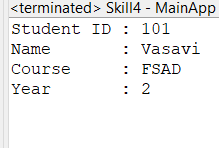 <terminated> Skill4 - MainApp
Student ID : 101
Name       : Vasavi
Course     : FSAD
Year       : 2